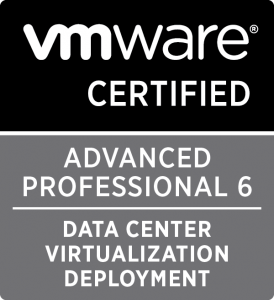 vmware®
CERTIFIED
ADVANCED
PROFESSIONAL 6
DATA CENTER
VIRTUALIZATION
DEPLOYMENT